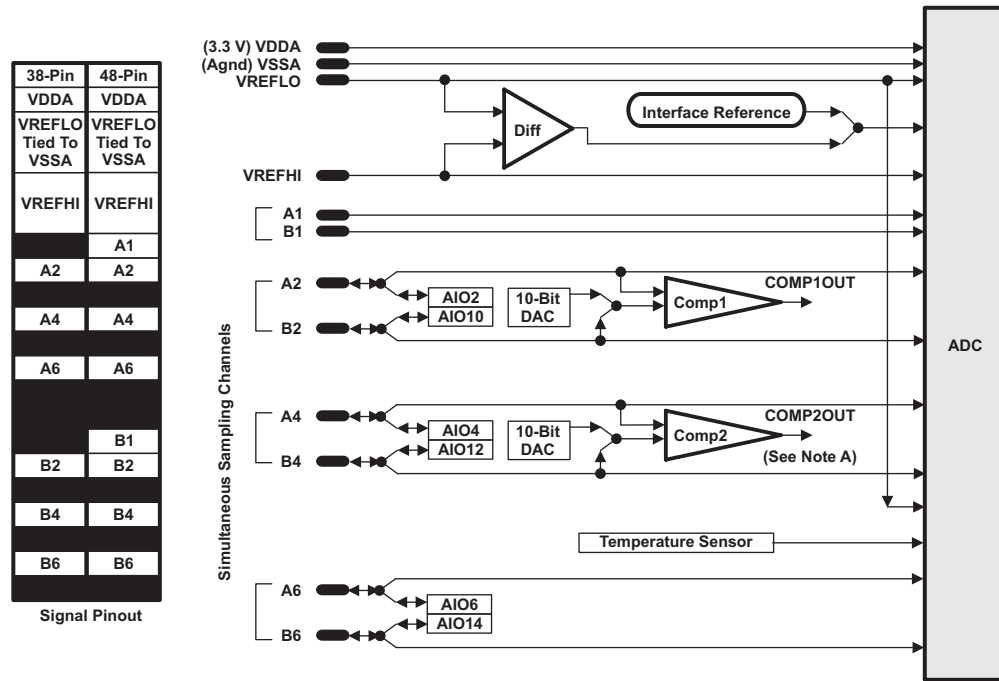 38-Pin 48-Pin
VDDA VDDA
VREFLO VREFLO
Tied To Tied To
VSSA VSSA
VREFHI VREFHI
A1
A2 A2
A4 A4
A6 A6
B1
B2 B2
B4 B4
B6 B6
Signal Pinout
Simultaneous Sampling Channels
(3.3 V) VDDA
(Agnd) VSSA
VREFLO
Interface Reference
Diff
VREFHI
A1
B1
A2
AIO2
AIO10
10-Bit
DAC
Comp1
COMP1OUT
B2
ADC
A4
AIO4
AIO12
10-Bit
DAC
Comp2
COMP2OUT
(See Note A)
B4
Temperature Sensor
A6
AIO6
AIO14
B6